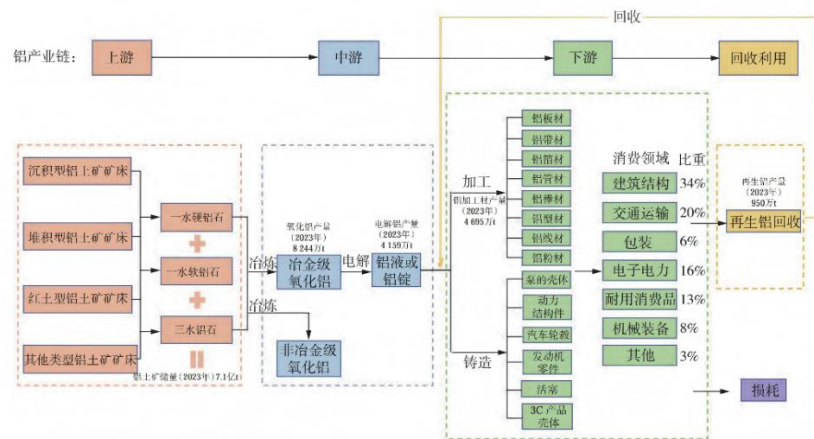 回收
铝产业链:
上游
中游
下游
回收利用
沉积型铝土矿矿床
堆积型铝土矿矿床
红土型铝土矿矿床
其他类型铝土矿矿床
一水硬铝石
一水软铝石
三水铝石
铝土矿储量(2023年)7.1亿t
冶炼
冶炼
氧化铝产量
(2023年)
8 244万t
冶金级
氧化铝
非冶金级
氧化铝
电解
电解铝产量
(2023年)
4 159万t
铝液或
铝锭
加工
铝加工材产量
(2023年)
4 695万t
铸造
铝板材
铝带材
铝箔材
铝管材
铝棒材
铝型材
铝线材
铝粉材
泵的壳体
动力
结构件
汽车轮毂
发动机
零件
活塞
3C产品
壳体
消费领域 比重
建筑结构 34%
交通运输 20%
包装 6%
电子电力 16%
耐用消费品 13%
机械装备 8%
其他 3%
再生铝产量
(2023年)
950万t
再生铝回收
损耗